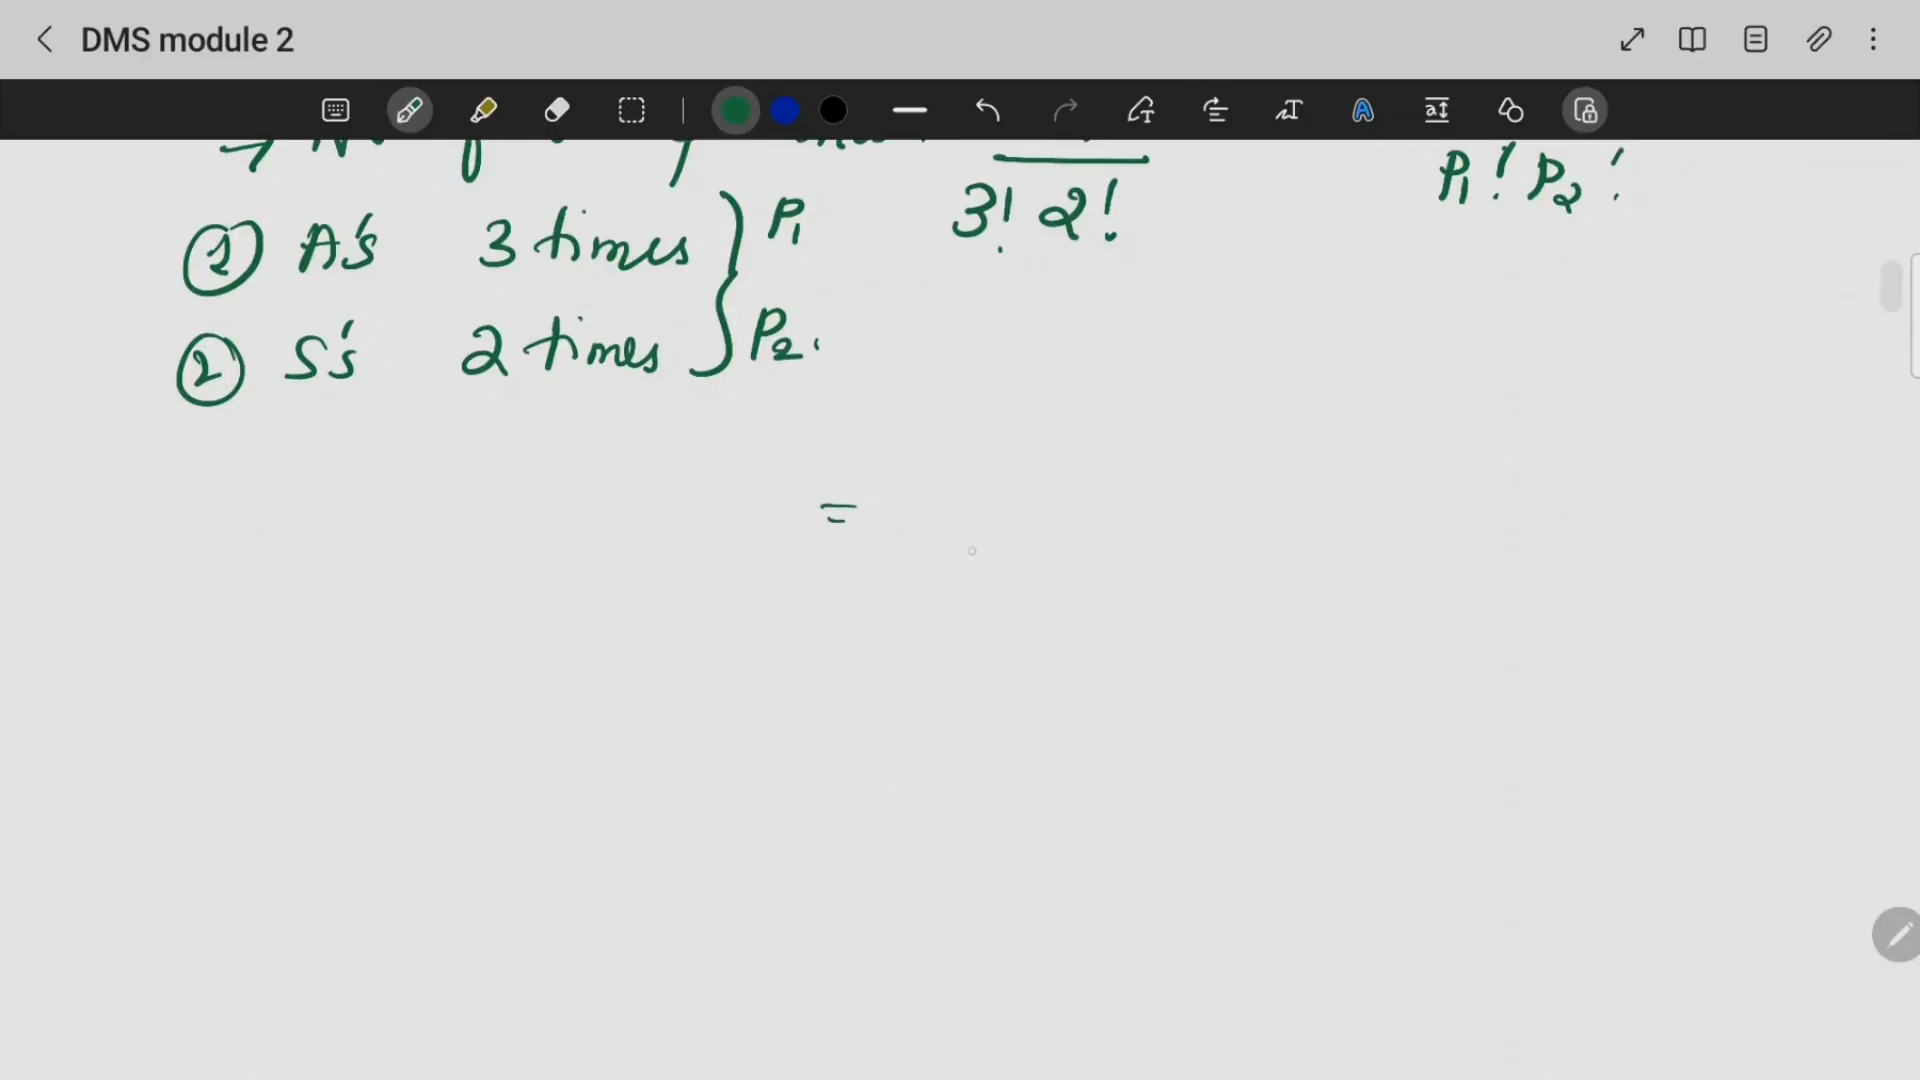 DMS module 2
P₁! P₂!
① A's 3 times } P₁ 3! 2!
② S's 2 times } P₂.
=